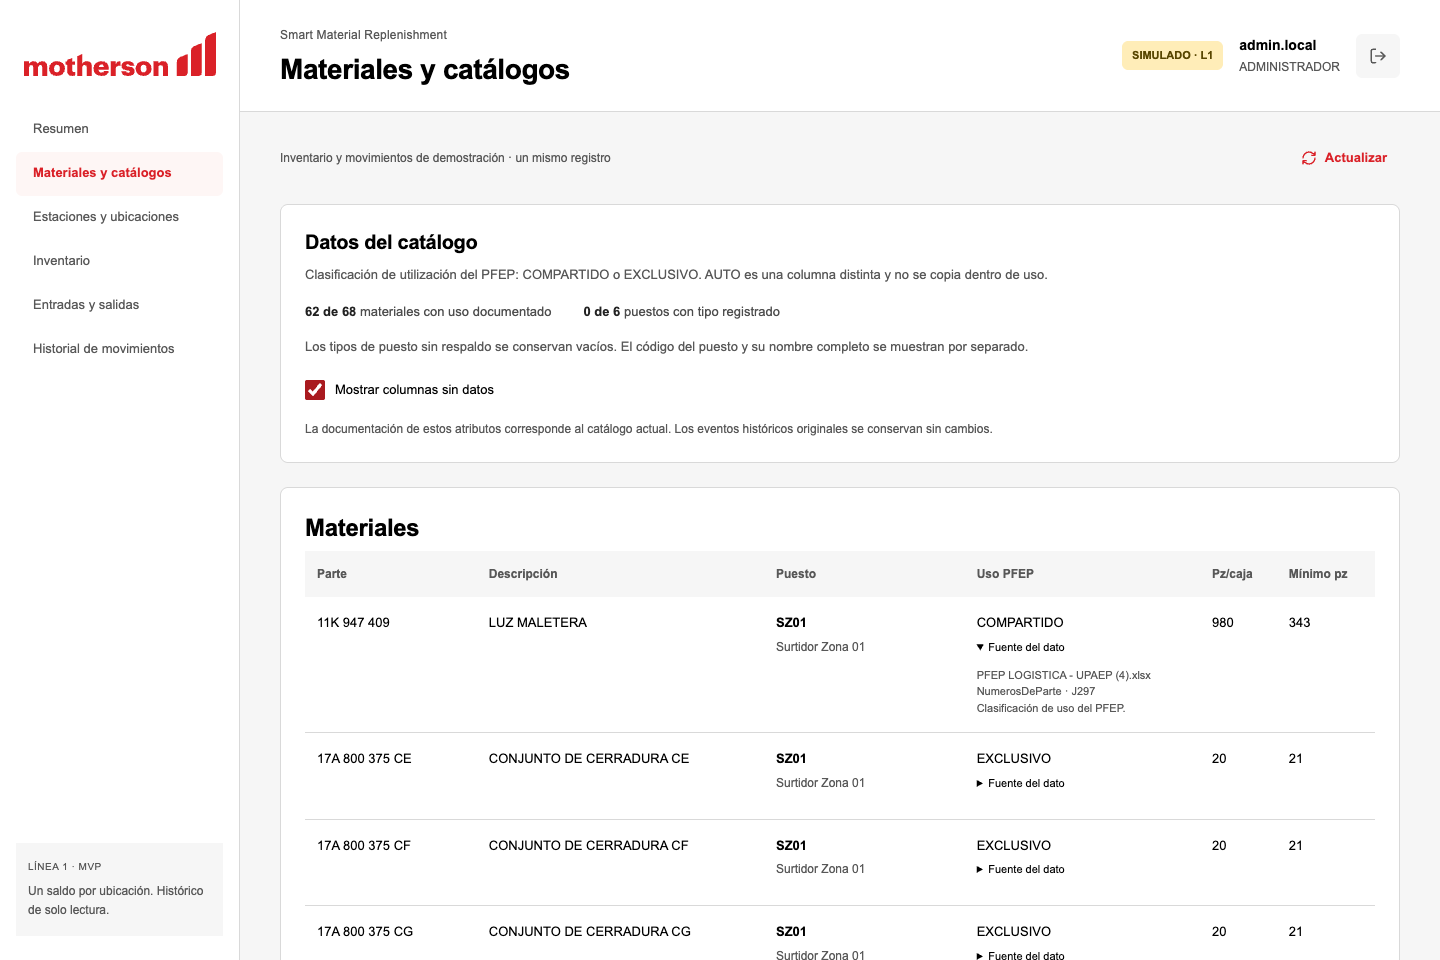 motherson
Resumen
Materiales y catálogos
Estaciones y ubicaciones
Inventario
Entradas y salidas
Historial de movimientos
LÍNEA 1 · MVP
Un saldo por ubicación. Histórico
de solo lectura.
Smart Material Replenishment
Materiales y catálogos
SIMULADO · L1
admin.local
ADMINISTRADOR
Inventario y movimientos de demostración · un mismo registro
Actualizar
Datos del catálogo
Clasificación de utilización del PFEP: COMPARTIDO o EXCLUSIVO. AUTO es una columna distinta y no se copia dentro de uso.
62 de 68 materiales con uso documentado 0 de 6 puestos con tipo registrado
Los tipos de puesto sin respaldo se conservan vacíos. El código del puesto y su nombre completo se muestran por separado.
Mostrar columnas sin datos
La documentación de estos atributos corresponde al catálogo actual. Los eventos históricos originales se conservan sin cambios.
Materiales
Parte Descripción Puesto Uso PFEP Pz/caja Mínimo pz
11K 947 409 LUZ MALETERA SZ01 COMPARTIDO 980 343
Surtidor Zona 01 Fuente del dato
PFEP LOGISTICA - UPAEP (4).xlsx
NumerosDeParte · J297
Clasificación de uso del PFEP.
17A 800 375 CE CONJUNTO DE CERRADURA CE SZ01 EXCLUSIVO 20 21
Surtidor Zona 01 Fuente del dato
17A 800 375 CF CONJUNTO DE CERRADURA CF SZ01 EXCLUSIVO 20 21
Surtidor Zona 01 Fuente del dato
17A 800 375 CG CONJUNTO DE CERRADURA CG SZ01 EXCLUSIVO 20 21
Surtidor Zona 01 Fuente del dato